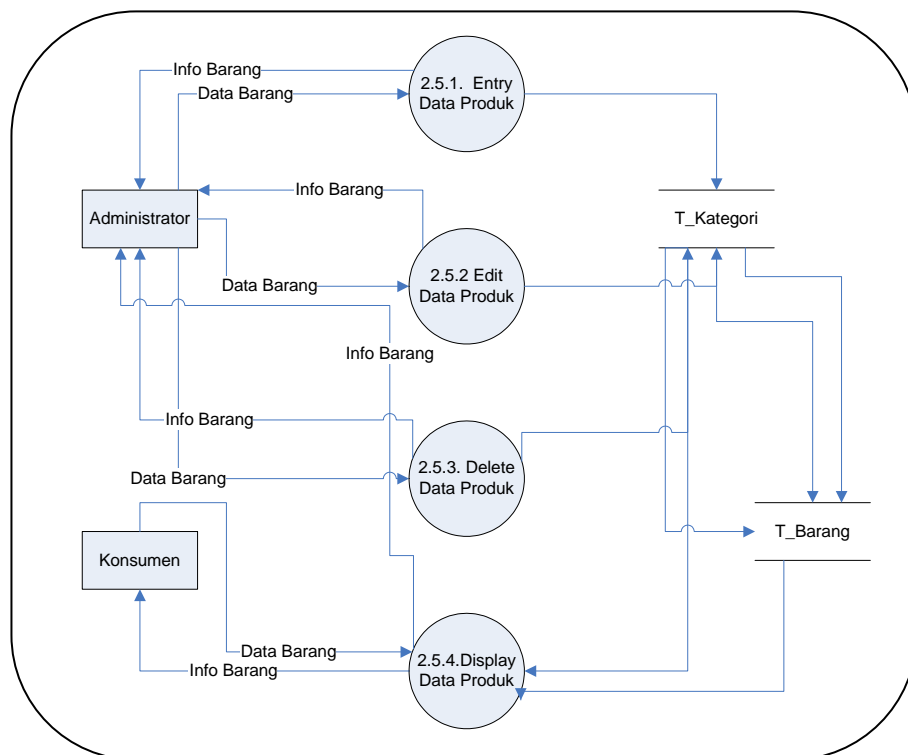 Info Barang
2.5.1. Entry
Data Produk
Data Barang
Info Barang
Administrator
T_Kategori
2.5.2 Edit
Data Produk
Data Barang
Info Barang
Info Barang
2.5.3. Delete
Data Produk
Data Barang
T_Barang
Konsumen
Data Barang
2.5.4.Display
Data Produk
Info Barang